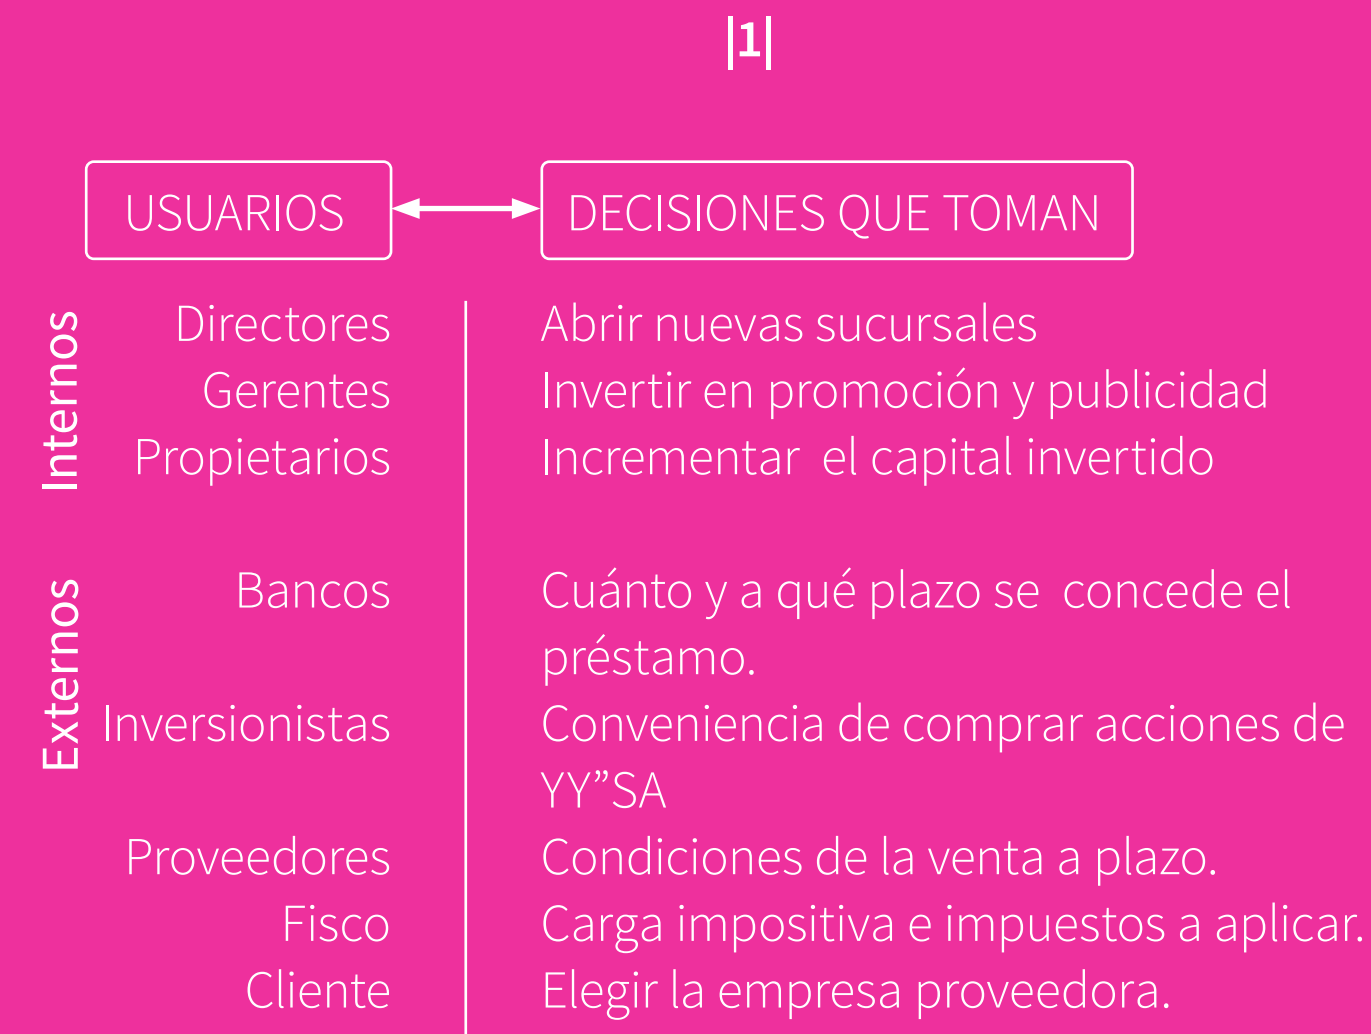 |1|
USUARIOS DECISIONES QUE TOMAN
Internos
Directores Abrir nuevas sucursales
Gerentes Invertir en promoción y publicidad
Propietarios Incrementar el capital invertido
Externos
Bancos Cuánto y a qué plazo se concede el
préstamo.
Inversionistas Conveniencia de comprar acciones de
YY”SA
Proveedores Condiciones de la venta a plazo.
Fisco Carga impositiva e impuestos a aplicar.
Cliente Elegir la empresa proveedora.